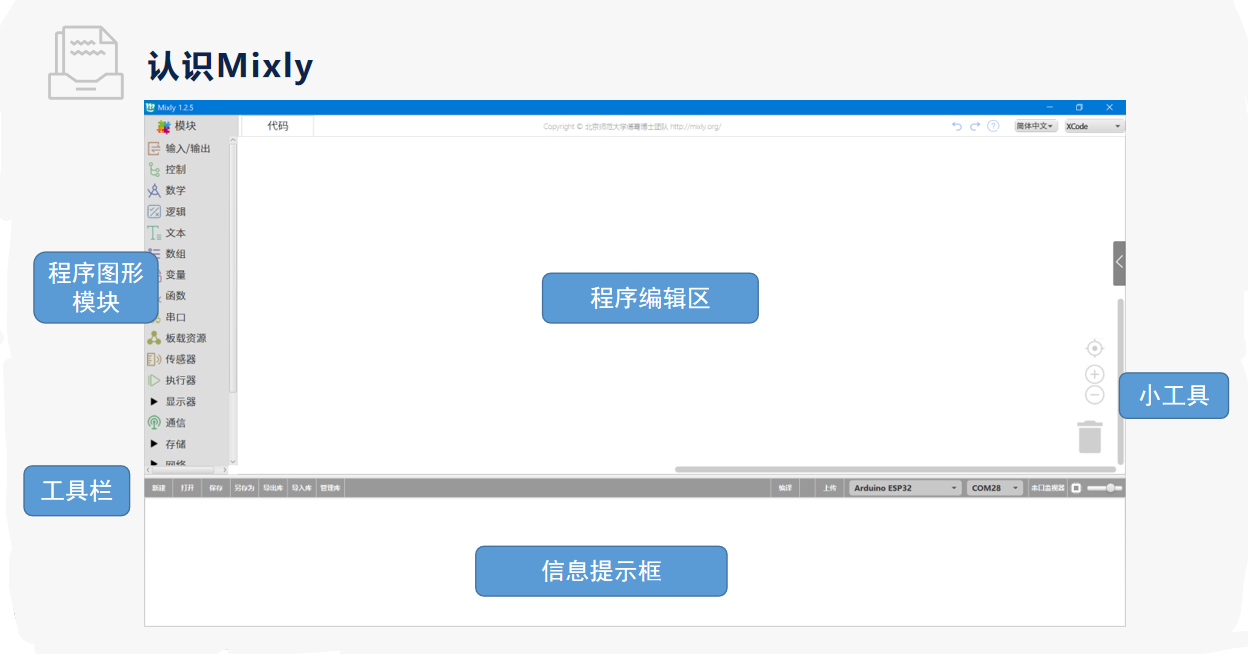 认识Mixly
Mixly 1.2.5
模块
代码
Copyright © 北京师范大学傅骞博士团队 http://mixly.org/
简体中文
XCode
输入/输出
控制
数学
逻辑
文本
数组
变量
函数
串口
板载资源
传感器
执行器
显示器
通信
存储
网络
程序图形
模块
程序编辑区
小工具
工具栏
新建
打开
保存
另存为
导出库
导入库
管理库
编译
上传
Arduino ESP32
COM28
串口监视器
信息提示框